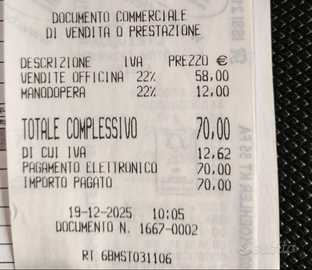 DOCUMENTO COMMERCIALE
DI VENDITA O PRESTAZIONE
DESCRIZIONE IVA PREZZO €
VENDITE OFFICINA 22% 58,00
MANODOPERA 22% 12,00
TOTALE COMPLESSIVO 70,00
DI CUI IVA 12,62
PAGAMENTO ELETTRONICO 70,00
IMPORTO PAGATO 70,00
19-12-2025 10:05
DOCUMENTO N. 1667-0002
RT 6BMST031106
subito